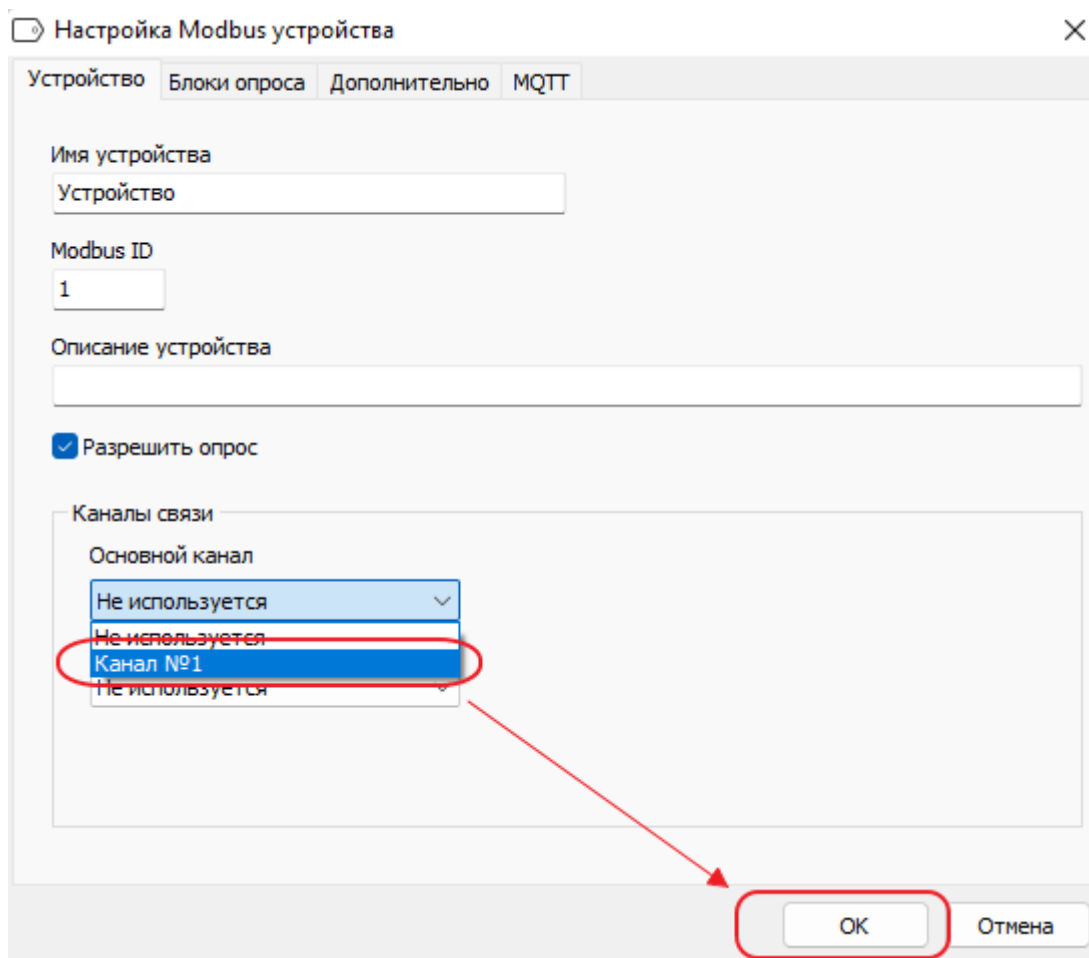 Настройка Modbus устройства
Устройство Блоки опроса Дополнительно MQTT
Имя устройства
Устройство
Modbus ID
1
Описание устройства
Разрешить опрос
Каналы связи
Основной канал
Не используется
Не используется
Канал №1
Не используется
OK Отмена